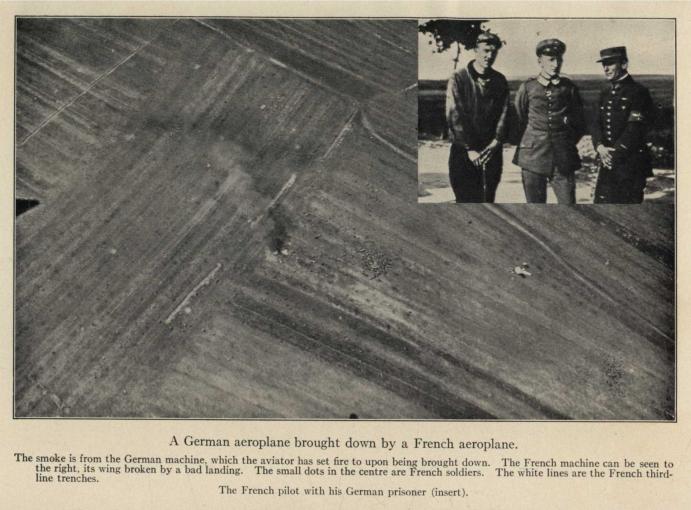 A German aeroplane brought down by a French aeroplane.
The smoke is from the German machine, which the aviator has set fire to upon being brought down. The French machine can be seen to
the right, its wing broken by a bad landing. The small dots in the centre are French soldiers. The white lines are the French third-
line trenches.
The French pilot with his German prisoner (insert).